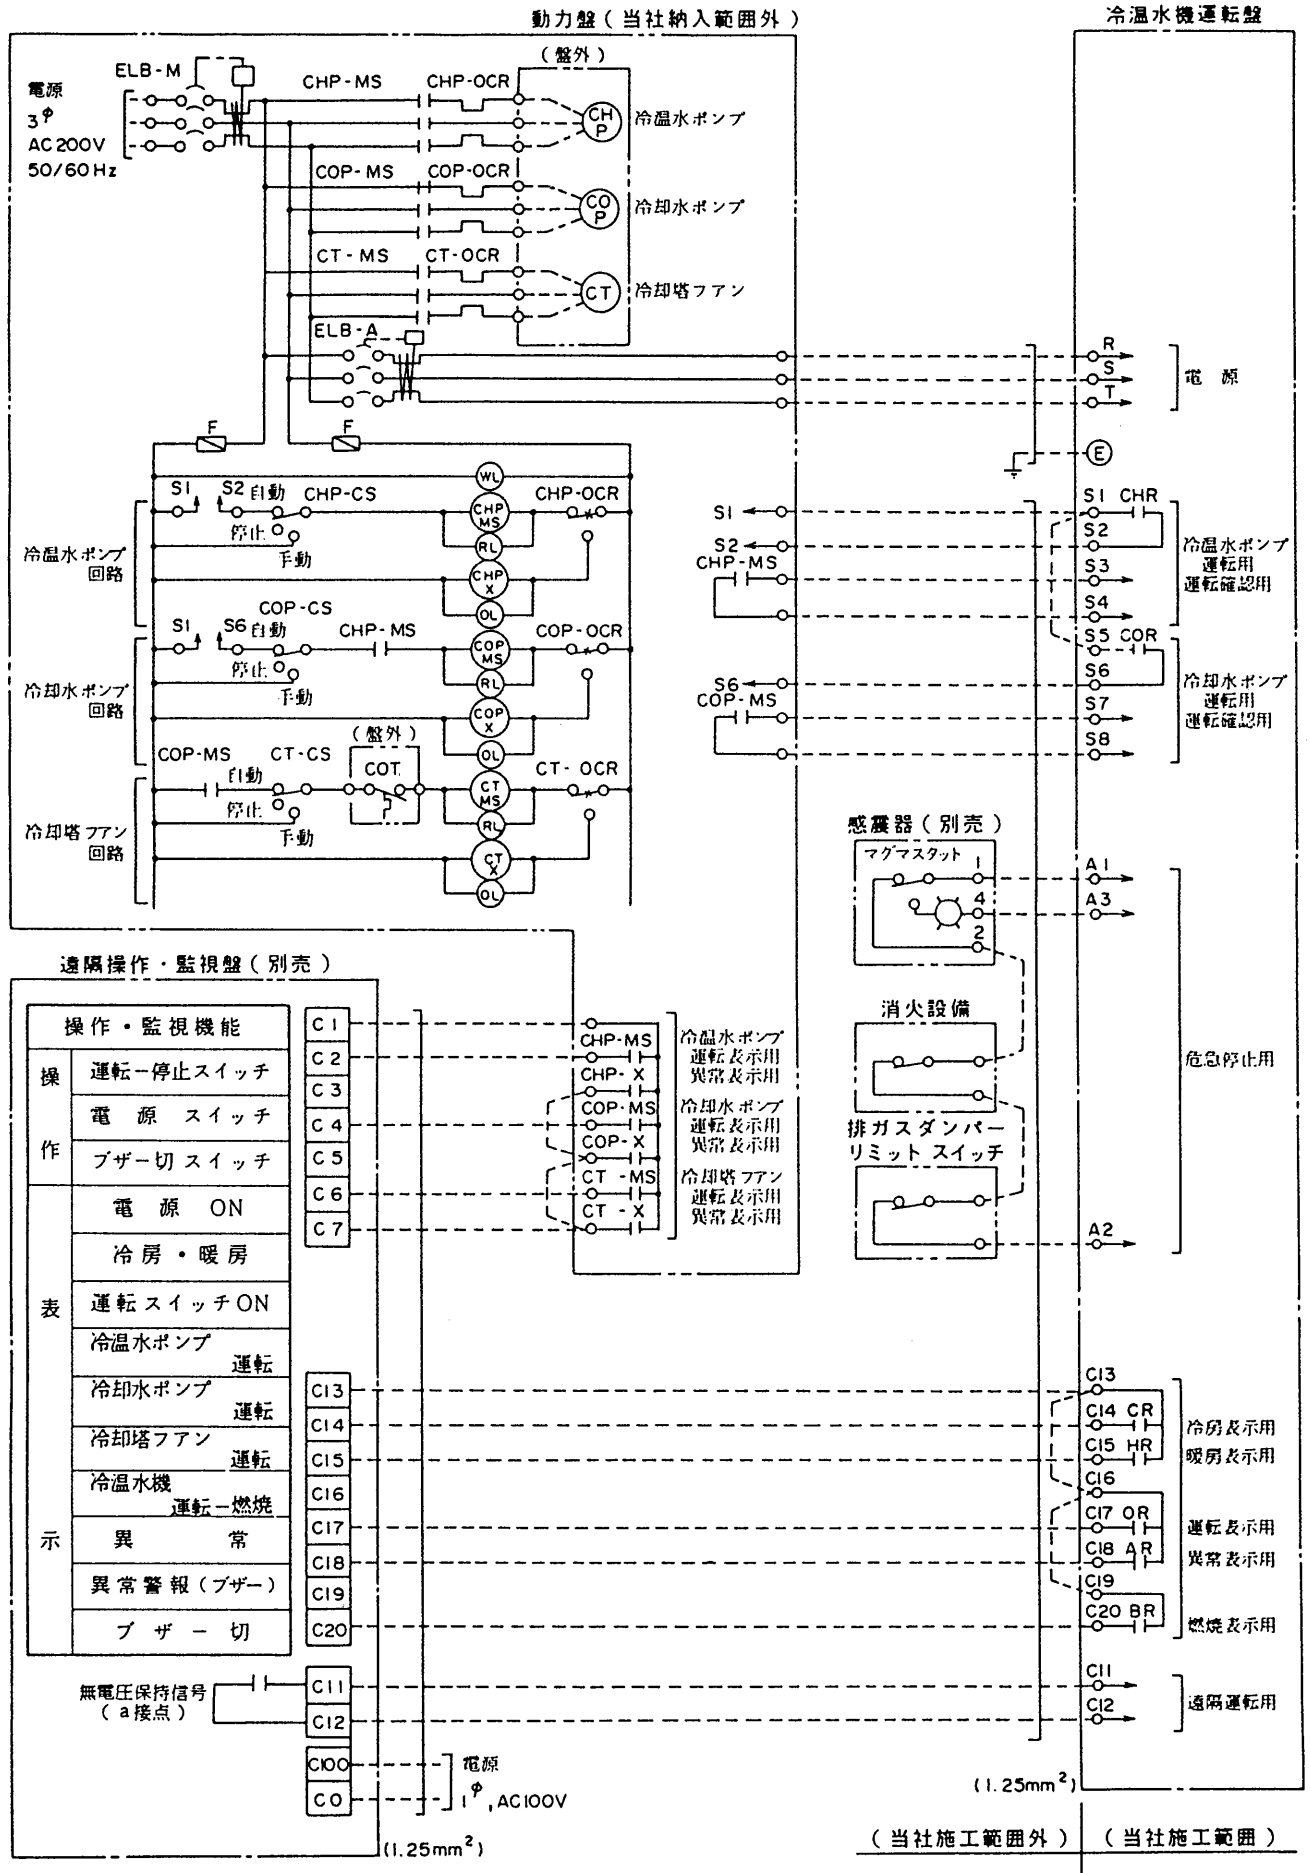 動力盤(当社納入範囲外)
冷温水機運転盤
(盤外)
ELB-M
CHP-MS
CHP-OCR
電源
3φ
AC200V
50/60Hz
CH
P
冷温水ポンプ
COP-MS
COP-OCR
CO
P
冷却水ポンプ
CT-MS
CT-OCR
CT
冷却塔フアン
ELB-A
R
S
T
電源
F
F
E
WL
S1
S2
自動
CHP-CS
停止
手動
CHP
MS
RL
CHP-OCR
CHP
X
OL
冷温水ポンプ
回路
S1
S2
CHP-MS
S1
CHR
S2
S3
S4
冷温水ポンプ
運転用
運転確認用
COP-CS
S1
S6
自動
CHP-MS
停止
手動
COP
MS
RL
COP-OCR
COP
X
OL
冷却水ポンプ
回路
S6
COP-MS
S5
COR
S6
S7
S8
冷却水ポンプ
運転用
運転確認用
(盤外)
COP-MS
自動
CT-CS
停止
手動
COT
CT
MS
RL
CT-OCR
CT
X
OL
冷却塔フアン
回路
感震器(別売)
マグマスタット
1
4
2
A1
A3
消火設備
危急停止用
排ガスダンパー
リミットスイッチ
A2
遠隔操作・監視盤(別売)
操作・監視機能
操作
運転−停止スイッチ
電源スイッチ
ブザー切スイッチ
表示
電源ON
冷房・暖房
運転スイッチON
冷温水ポンプ
運転
冷却水ポンプ
運転
冷却塔フアン
運転
冷温水機
運転−燃焼
異常
異常警報(ブザー)
ブザー切
C1
C2
C3
C4
C5
C6
C7
CHP-MS
CHP-X
COP-MS
COP-X
CT-MS
CT-X
冷温水ポンプ
運転表示用
異常表示用
冷却水ポンプ
運転表示用
異常表示用
冷却塔フアン
運転表示用
異常表示用
C13
C14
C15
C16
C17
C18
C19
C20
C13
C14 CR
C15 HR
C16
C17 OR
C18 AR
C19
C20 BR
冷房表示用
暖房表示用
運転表示用
異常表示用
燃焼表示用
無電圧保持信号
(a接点)
C11
C12
C11
C12
遠隔運転用
C100
C0
電源
1φ,AC100V
(1.25mm²)
(1.25mm²)
(当社施工範囲外)
(当社施工範囲)